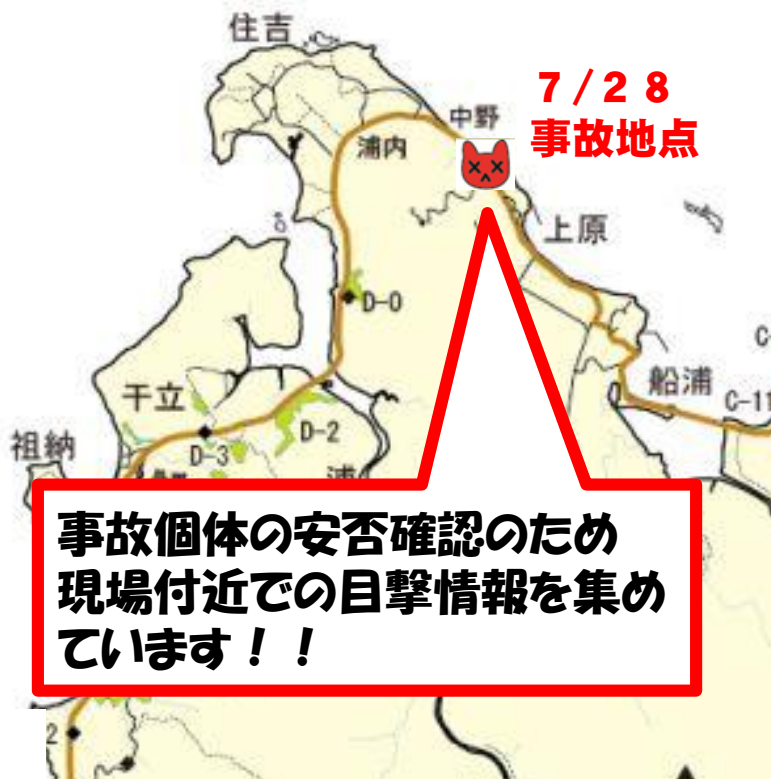 住吉
7/28
事故地点
中野
浦内
上原
D-0
船浦
C-11
干立
D-2
祖納
D-3
事故個体の安否確認のため
現場付近での目撃情報を集め
ています！！